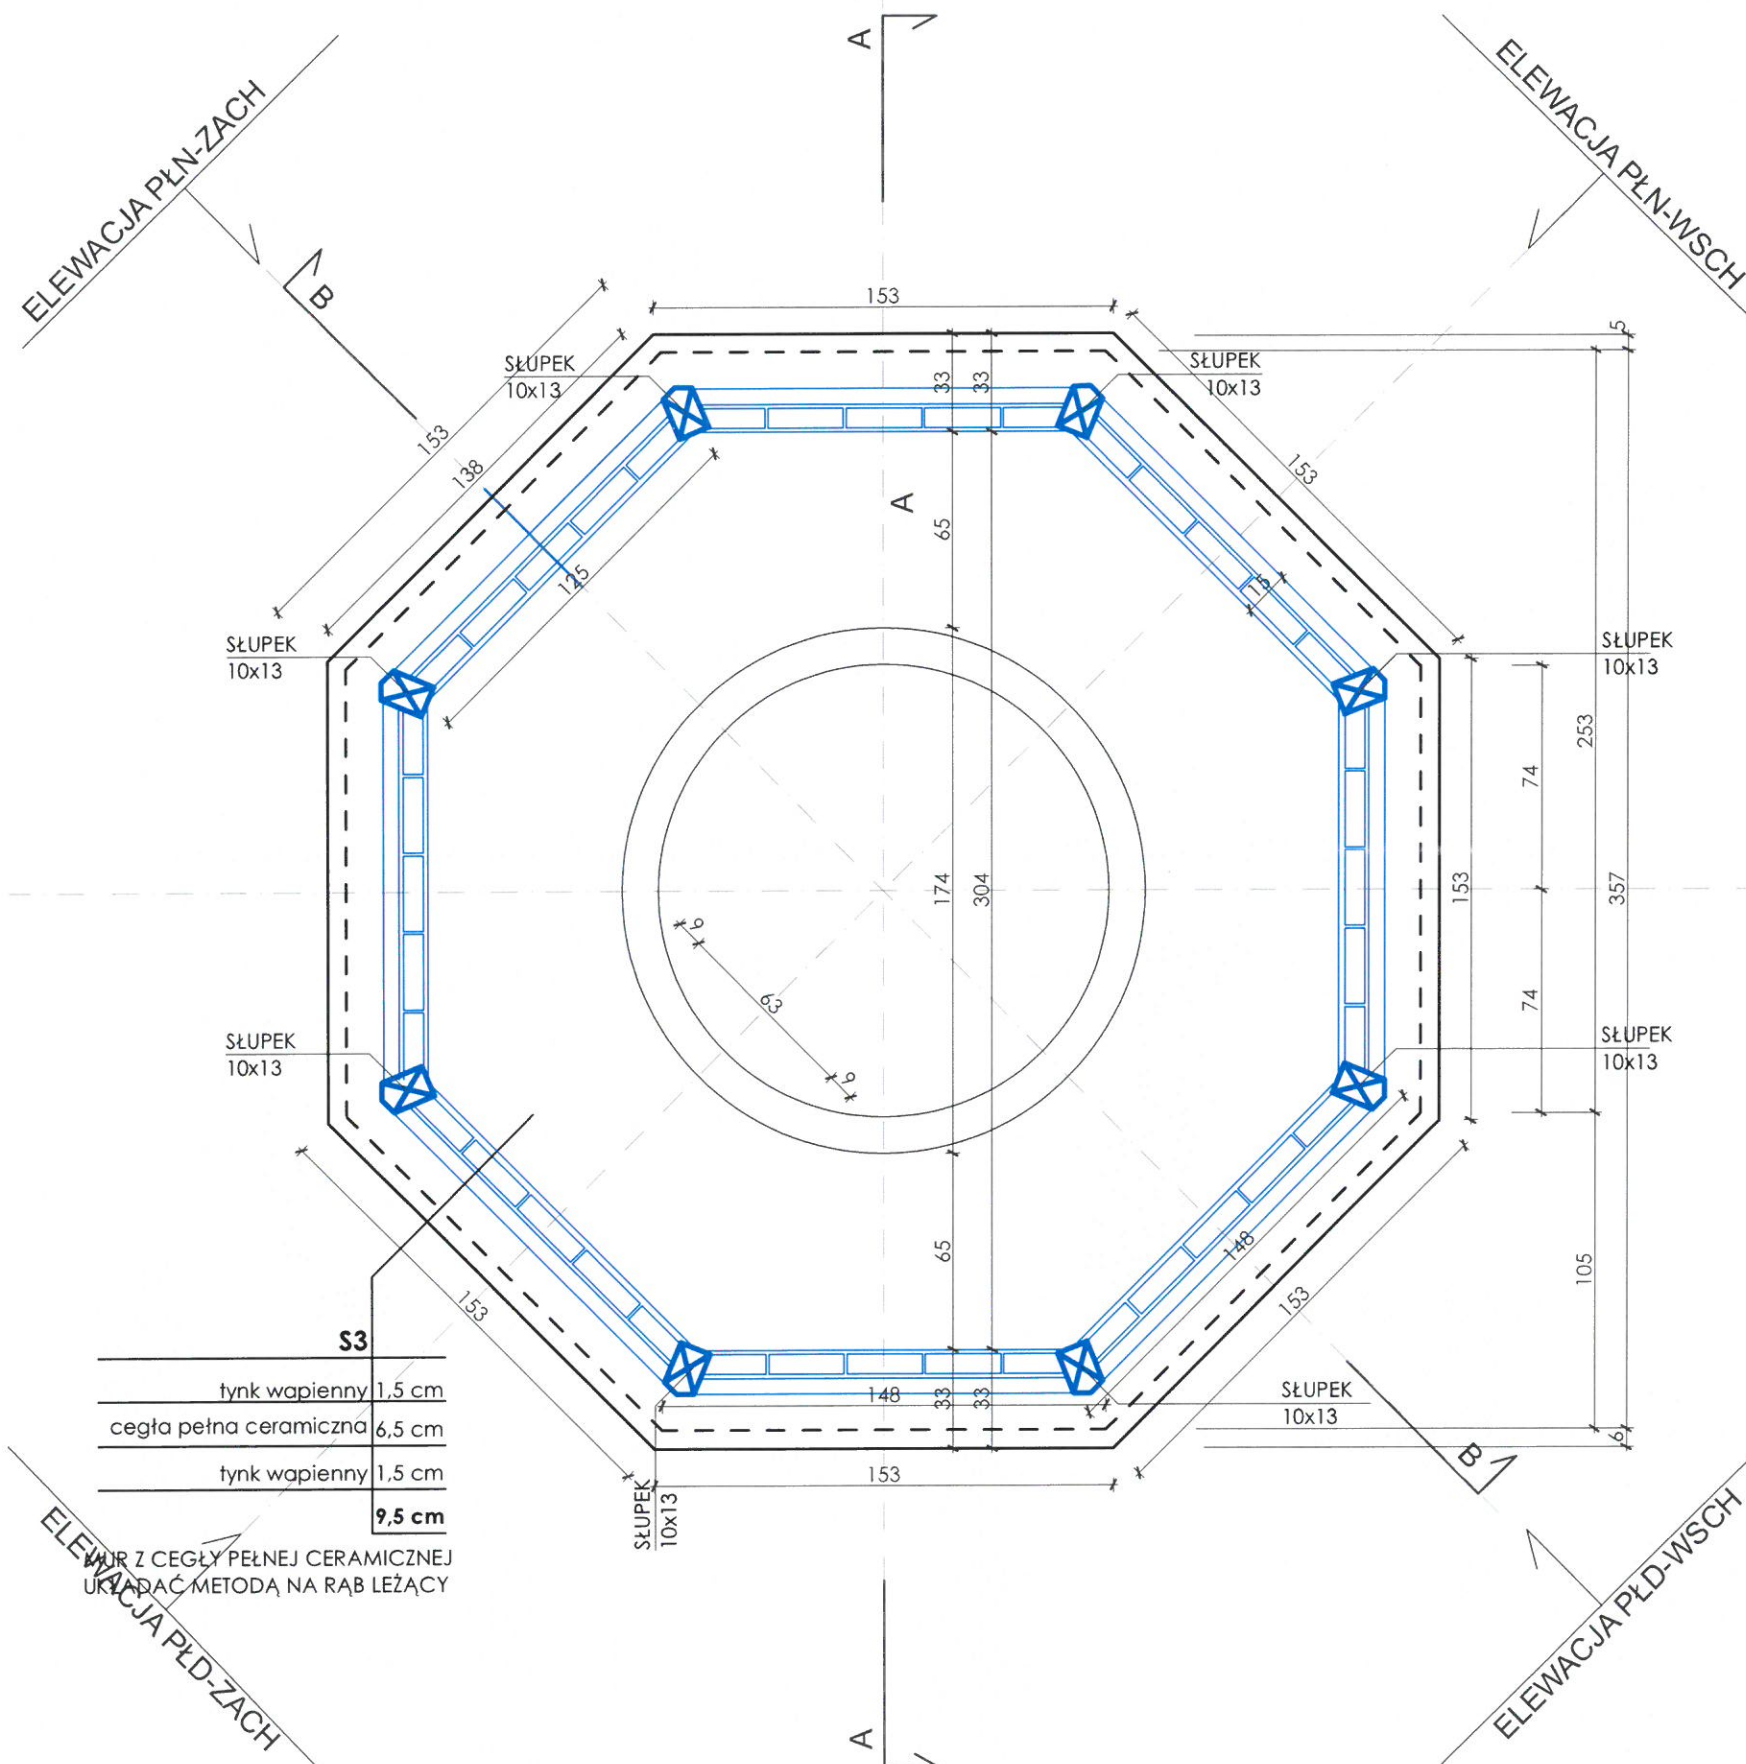 A
ELEWACJA PŁN-ZACH
ELEWACJA PŁN-WSCH
B
153
5
SŁUPEK
10x13
SŁUPEK
10x13
33
33
153
138
153
A
65
125
15
SŁUPEK
10x13
SŁUPEK
10x13
253
74
174
304
153
357
9
63
9
74
SŁUPEK
10x13
SŁUPEK
10x13
65
148
105
153
153
S3
tynk wapienny 1,5 cm
cegła pełna ceramiczna 6,5 cm
tynk wapienny 1,5 cm
9,5 cm
MUR Z CEGŁY PEŁNEJ CERAMICZNEJ
UKŁADAĆ METODĄ NA RĄB LEŻĄCY
148
33
33
SŁUPEK
10x13
6
153
B
SŁUPEK
10x13
ELEWACJA PŁD-ZACH
ELEWACJA PŁD-WSCH
A